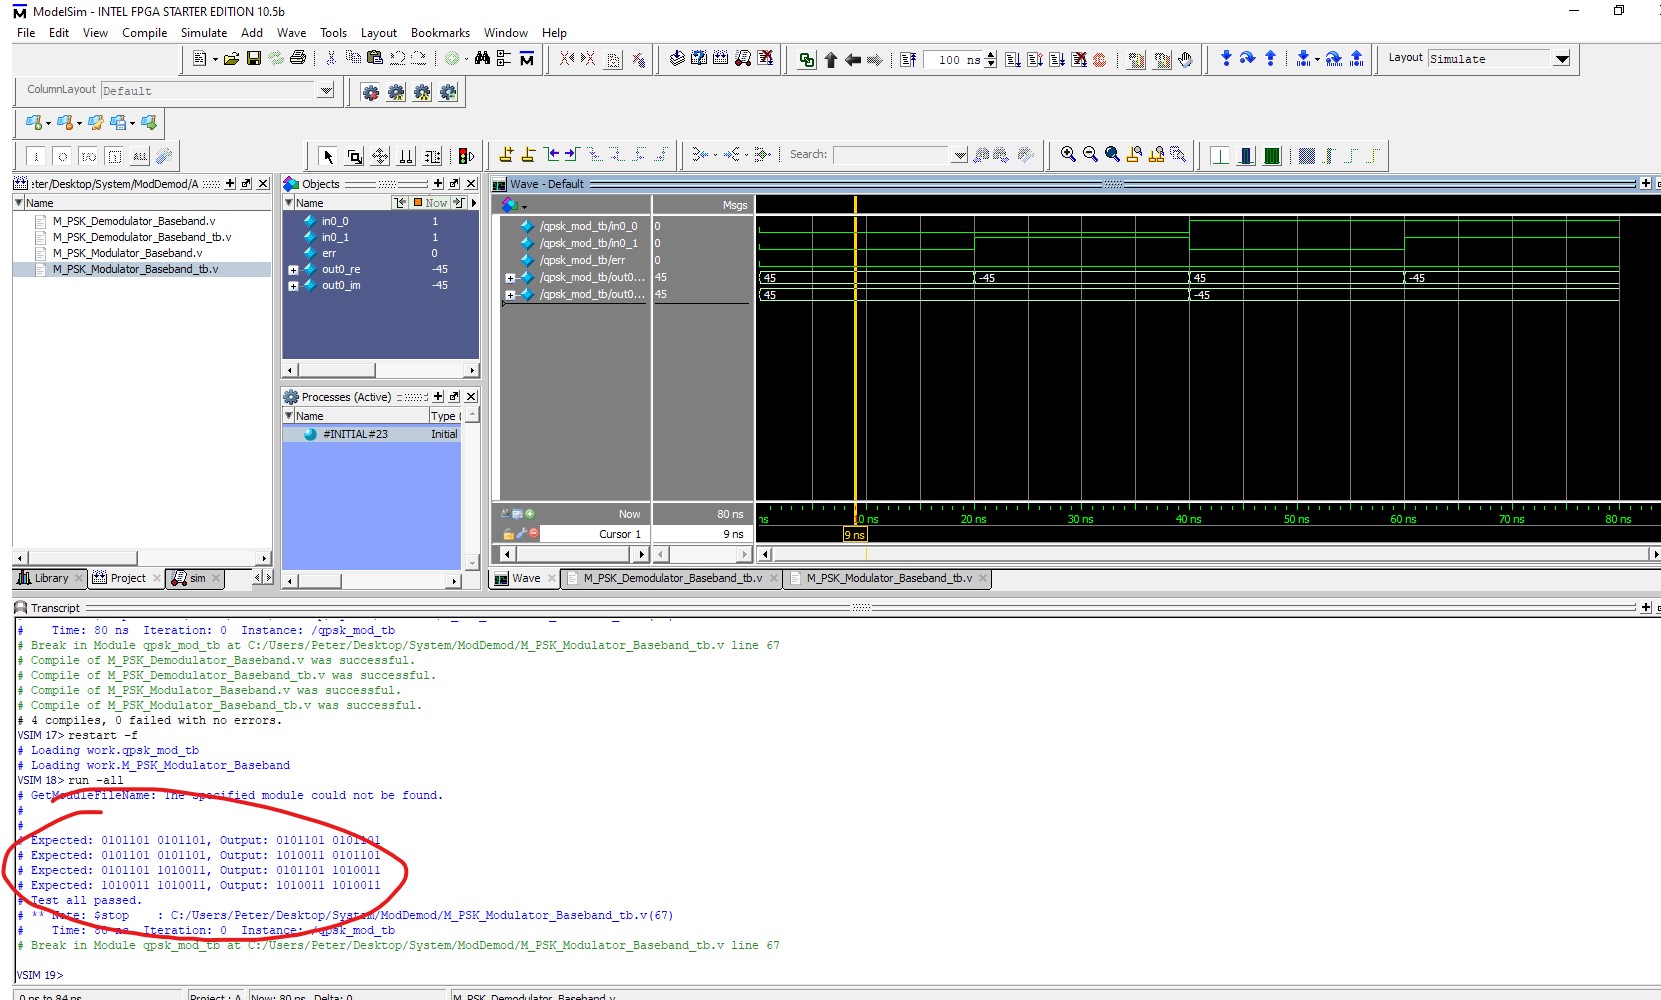 ModelSim - INTEL FPGA STARTER EDITION 10.5b
File Edit View Compile Simulate Add Wave Tools Layout Bookmarks Window Help
100 ns
Layout Simulate
ColumnLayout Default
Search:
:ter/Desktop/System/ModDemod/A
Name
M_PSK_Demodulator_Baseband.v
M_PSK_Demodulator_Baseband_tb.v
M_PSK_Modulator_Baseband.v
M_PSK_Modulator_Baseband_tb.v
Library Project sim
Objects
Name Now
in0_0 1
in0_1 1
err 0
out0_re -45
out0_im -45
Processes (Active)
Name Type (
#INITIAL#23 Initial
Wave - Default
Msgs
/qpsk_mod_tb/in0_0 0
/qpsk_mod_tb/in0_1 0
/qpsk_mod_tb/err 0
/qpsk_mod_tb/out0... 45 45 -45 45 -45
/qpsk_mod_tb/out0... 45 45 -45
Now 80 ns ns 20 ns 30 ns 40 ns 50 ns 60 ns 70 ns 80 ns
Cursor 1 9 ns 9 ns
Wave M_PSK_Demodulator_Baseband_tb.v M_PSK_Modulator_Baseband_tb.v
Transcript
# Time: 80 ns Iteration: 0 Instance: /qpsk_mod_tb
# Break in Module qpsk_mod_tb at C:/Users/Peter/Desktop/System/ModDemod/M_PSK_Modulator_Baseband_tb.v line 67
# Compile of M_PSK_Demodulator_Baseband.v was successful.
# Compile of M_PSK_Demodulator_Baseband_tb.v was successful.
# Compile of M_PSK_Modulator_Baseband.v was successful.
# Compile of M_PSK_Modulator_Baseband_tb.v was successful.
# 4 compiles, 0 failed with no errors.
VSIM 17> restart -f
# Loading work.qpsk_mod_tb
# Loading work.M_PSK_Modulator_Baseband
VSIM 18> run -all
# GetModuleFileName: The specified module could not be found.
#
#
# Expected: 0101101 0101101, Output: 0101101 0101101
# Expected: 0101101 0101101, Output: 1010011 0101101
# Expected: 0101101 1010011, Output: 0101101 1010011
# Expected: 1010011 1010011, Output: 1010011 1010011
# Test all passed.
# ** Note: $stop : C:/Users/Peter/Desktop/System/ModDemod/M_PSK_Modulator_Baseband_tb.v(67)
# Time: 80 ns Iteration: 0 Instance: /qpsk_mod_tb
# Break in Module qpsk_mod_tb at C:/Users/Peter/Desktop/System/ModDemod/M_PSK_Modulator_Baseband_tb.v line 67
VSIM 19>
0 ns to 84 ns Project : A Now: 80 ns Delta: 0 M_PSK_Demodulator_Baseband.v